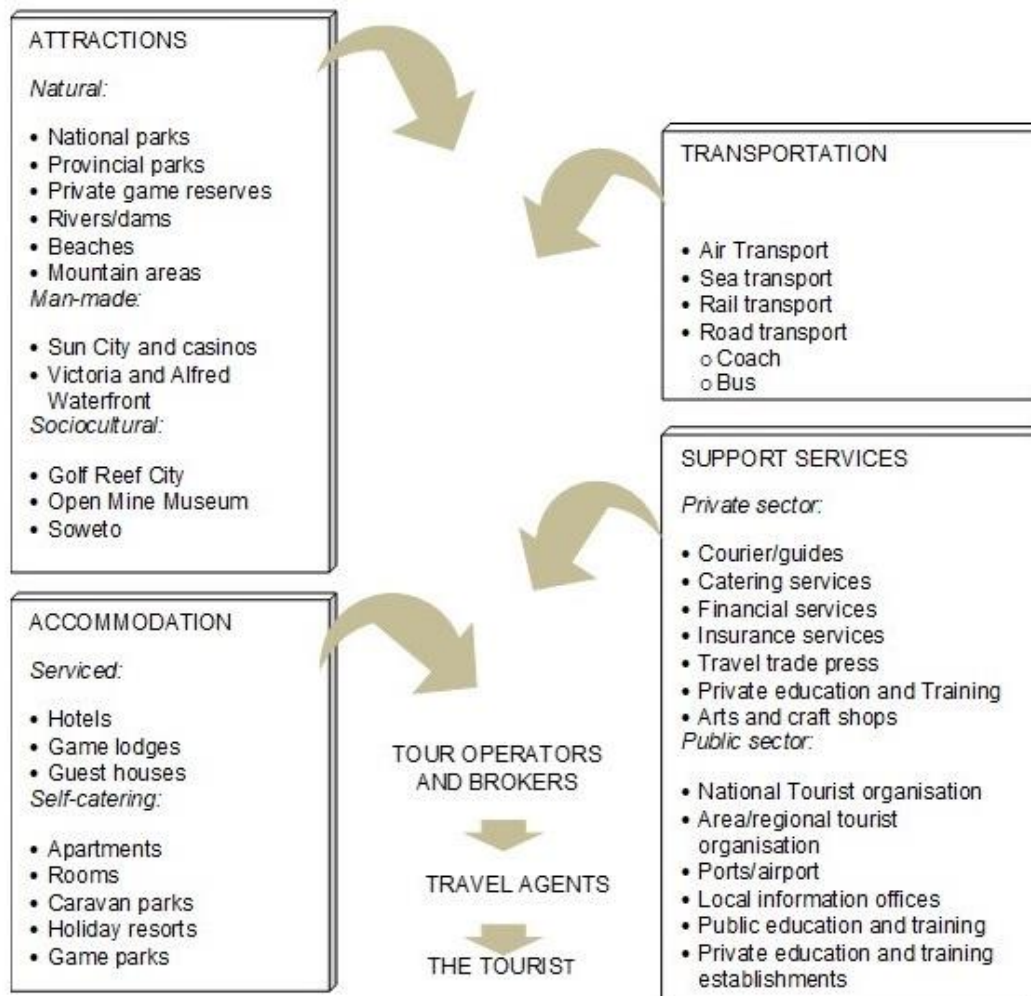 ATTRACTIONS
Natural:
• National parks
• Provincial parks
• Private game reserves
• Rivers/dams
• Beaches
• Mountain areas
Man-made:
• Sun City and casinos
• Victoria and Alfred
Waterfront
Sociocultural:
• Golf Reef City
• Open Mine Museum
• Soweto
ACCOMMODATION
Serviced:
• Hotels
• Game lodges
• Guest houses
Self-catering:
• Apartments
• Rooms
• Caravan parks
• Holiday resorts
• Game parks
TRANSPORTATION
• Air Transport
• Sea transport
• Rail transport
• Road transport
o Coach
o Bus
SUPPORT SERVICES
Private sector:
• Courier/guides
• Catering services
• Financial services
• Insurance services
• Travel trade press
• Private education and Training
• Arts and craft shops
Public sector:
• National Tourist organisation
• Area/regional tourist
organisation
• Ports/airport
• Local information offices
• Public education and training
• Private education and training
establishments
TOUR OPERATORS
AND BROKERS
TRAVEL AGENTS
THE TOURIST